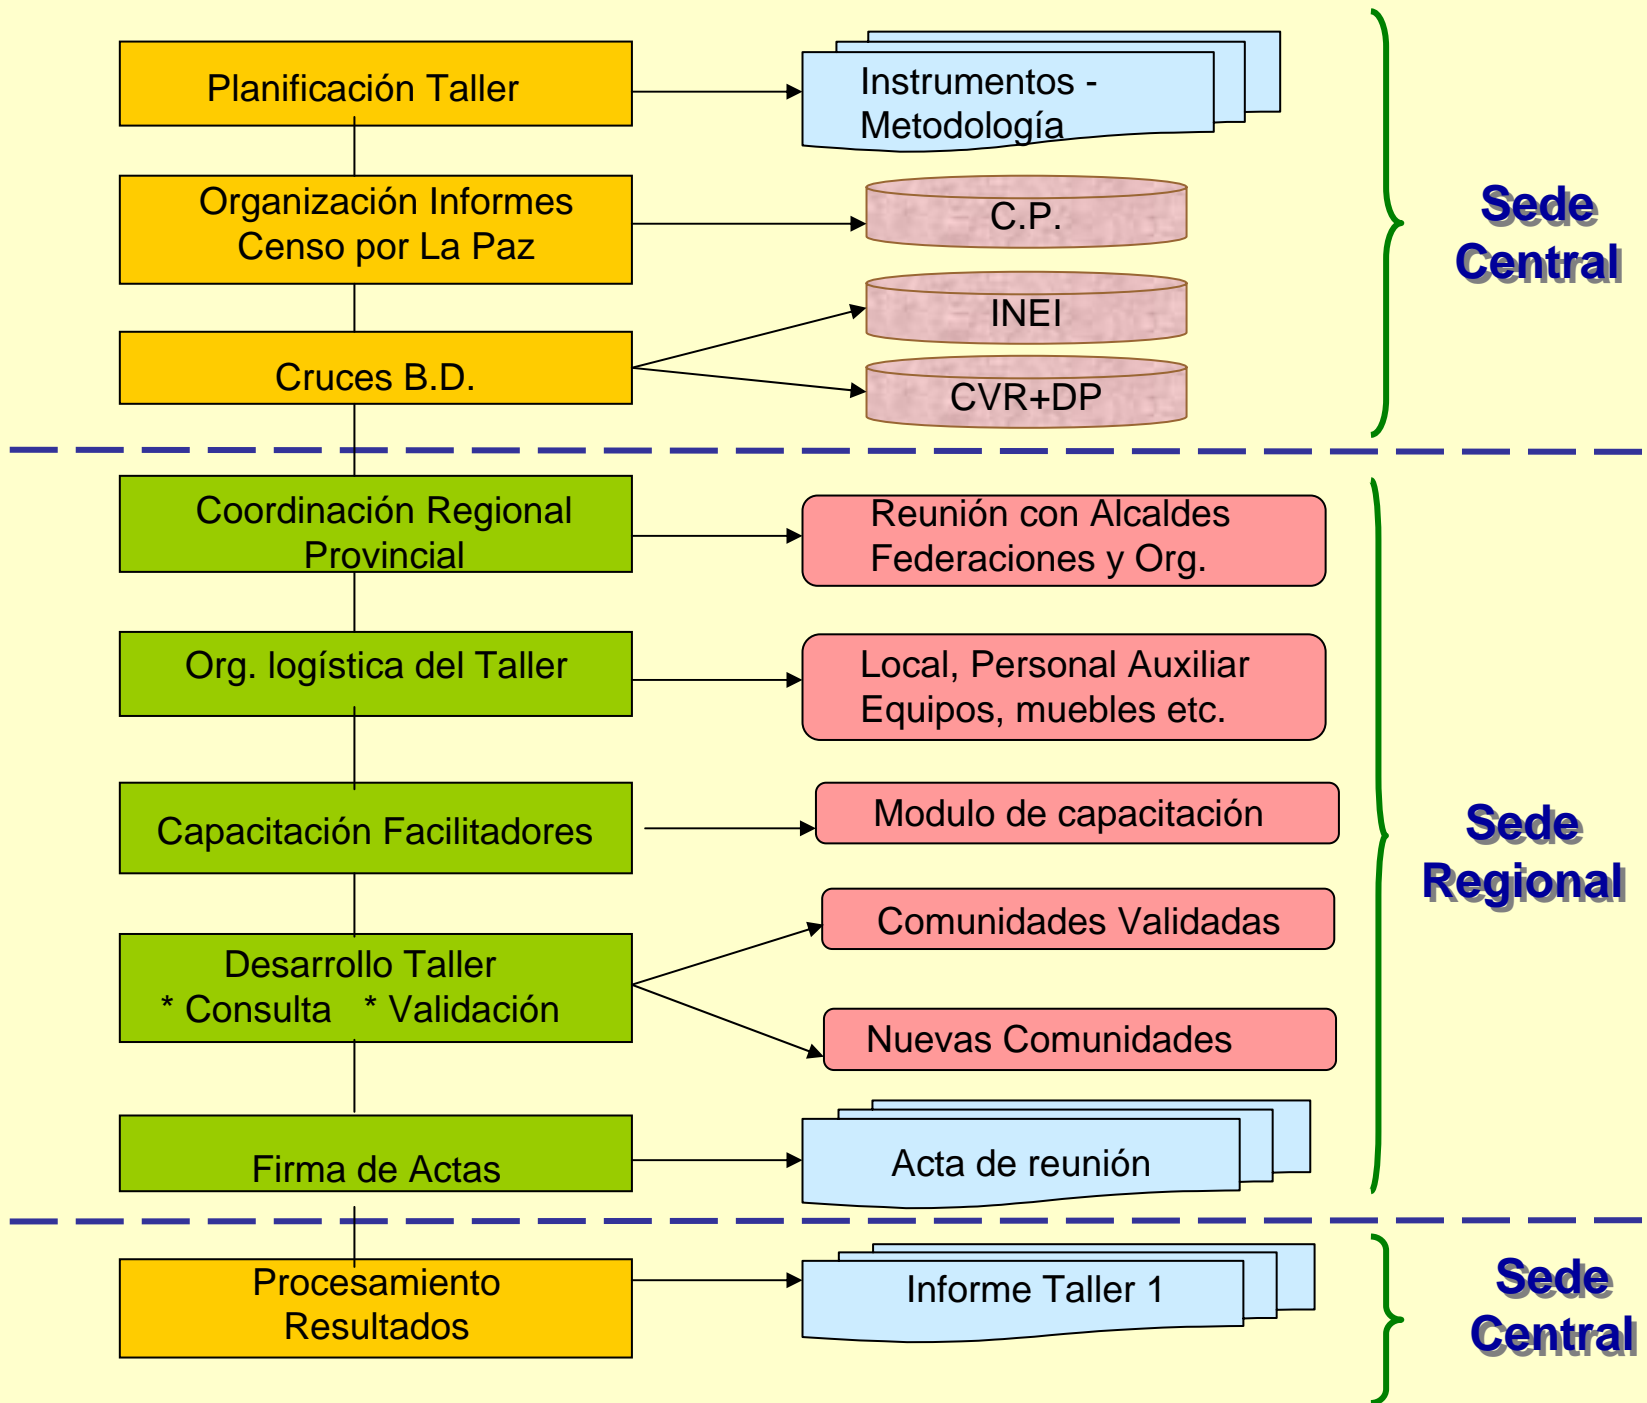 Planificación Taller
Instrumentos -
Metodología
Organización Informes
Censo por La Paz
C.P.
INEI
Cruces B.D.
CVR+DP
Sede
Central
Coordinación Regional
Provincial
Reunión con Alcaldes
Federaciones y Org.
Org. logística del Taller
Local, Personal Auxiliar
Equipos, muebles etc.
Capacitación Facilitadores
Modulo de capacitación
Desarrollo Taller
* Consulta * Validación
Comunidades Validadas
Nuevas Comunidades
Firma de Actas
Acta de reunión
Sede
Regional
Procesamiento
Resultados
Informe Taller 1
Sede
Central